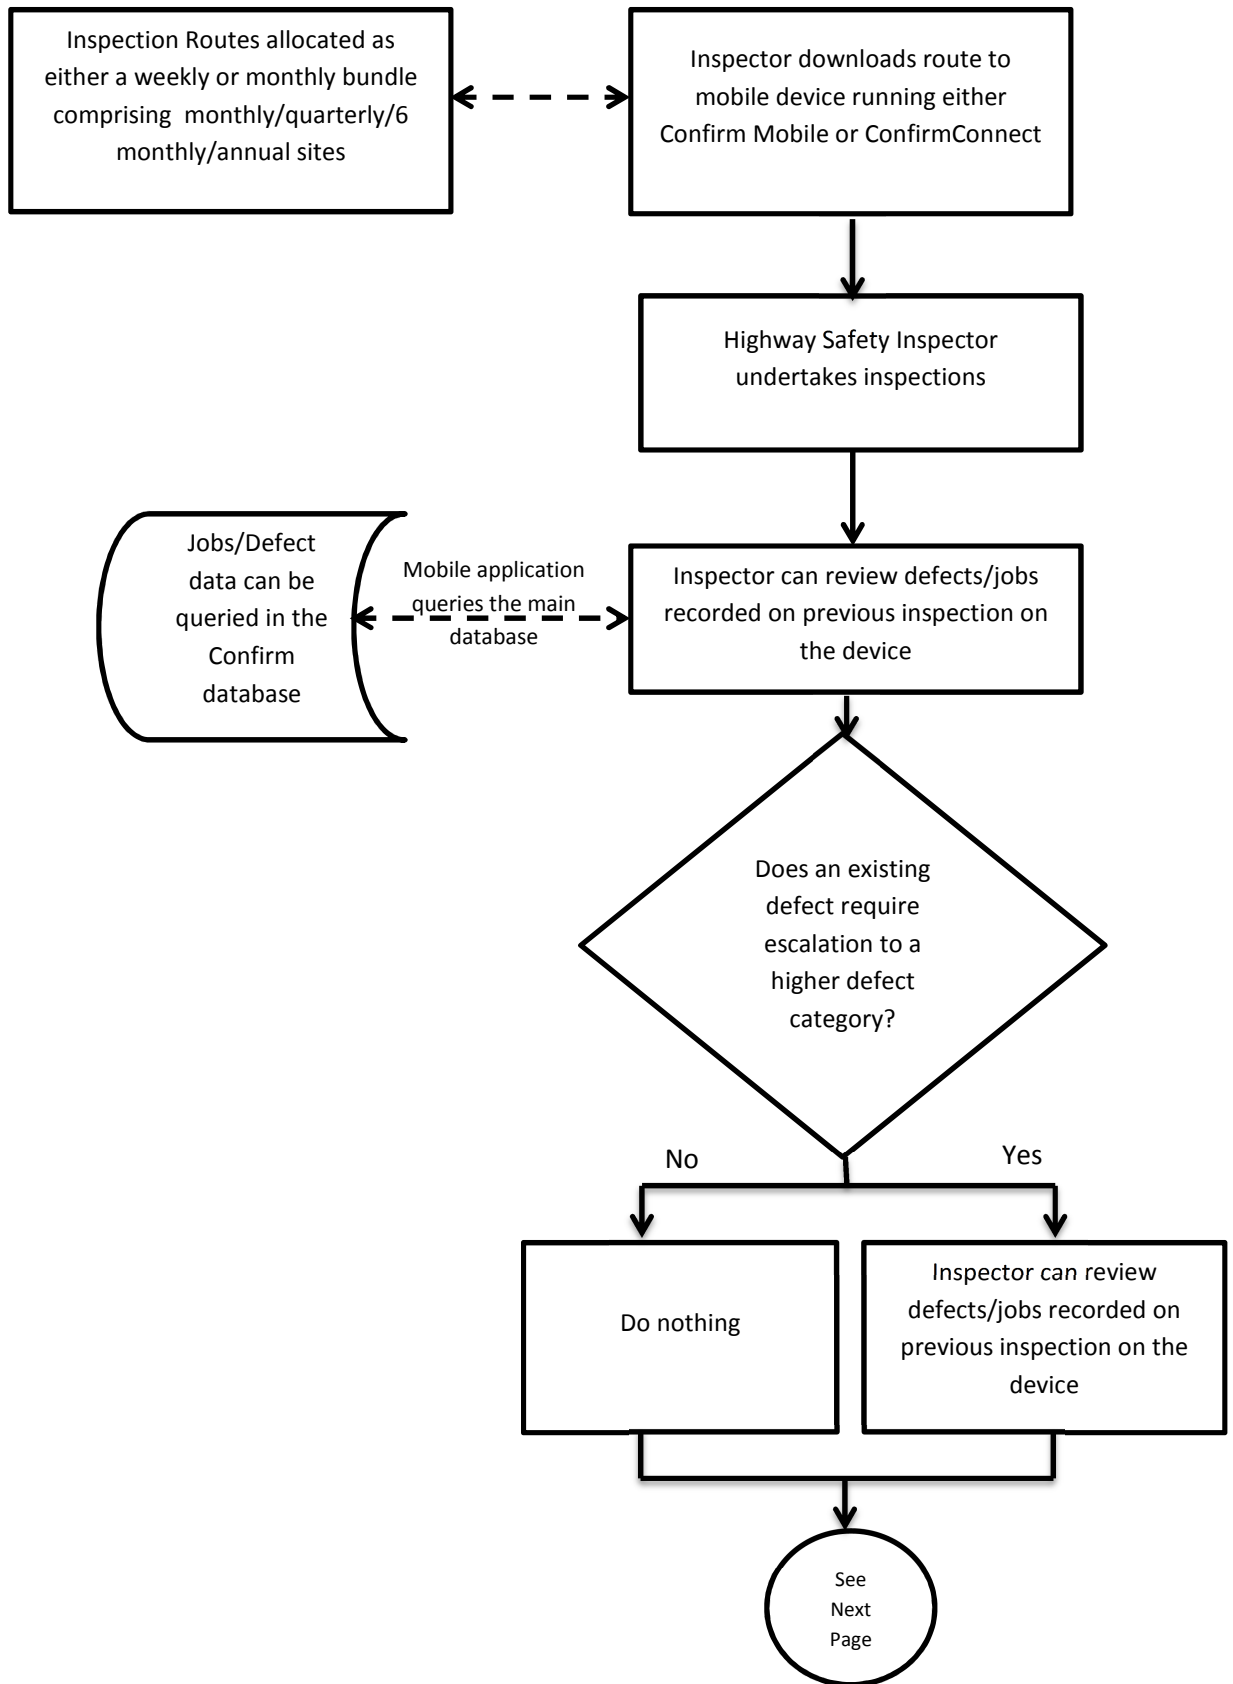 Inspection Routes allocated as
either a weekly or monthly bundle
comprising monthly/quarterly/6
monthly/annual sites
Inspector downloads route to
mobile device running either
Confirm Mobile or ConfirmConnect
Highway Safety Inspector
undertakes inspections
Jobs/Defect
data can be
queried in the
Confirm
database
Mobile application
queries the main
database
Inspector can review defects/jobs
recorded on previous inspection on
the device
Does an existing
defect require
escalation to a
higher defect
category?
No
Yes
Do nothing
Inspector can review
defects/jobs recorded on
previous inspection on the
device
See
Next
Page